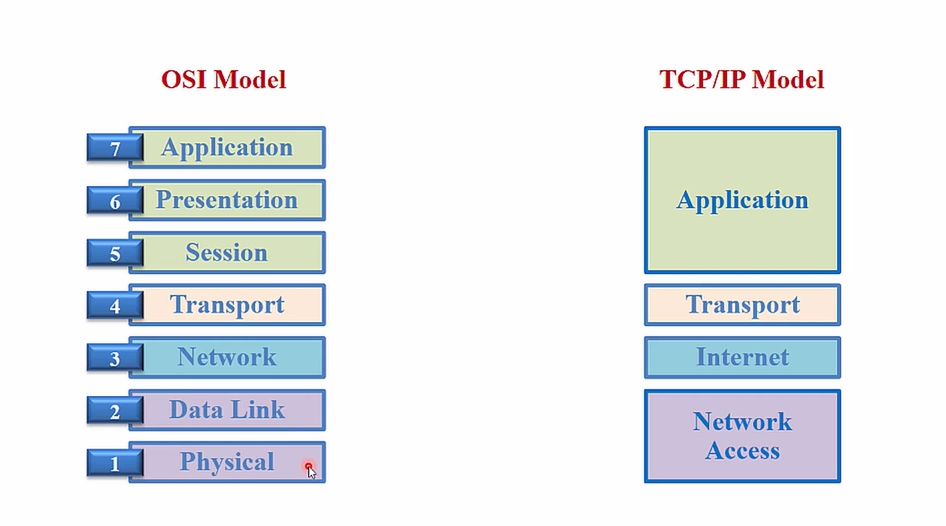 OSI Model
7 Application
6 Presentation
5 Session
4 Transport
3 Network
2 Data Link
1 Physical
TCP/IP Model
Application
Transport
Internet
Network
Access